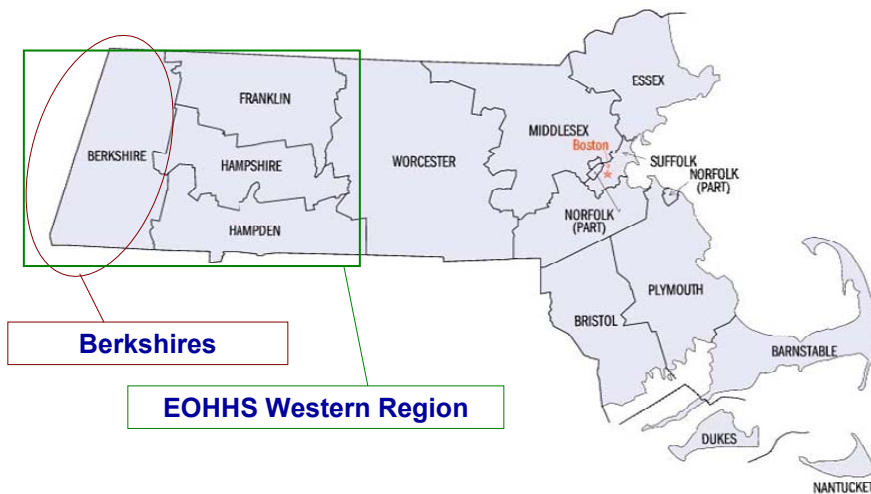 ESSEX
FRANKLIN
MIDDLESEX
Boston
BERKSHIRE
HAMPSHIRE
WORCESTER
SUFFOLK
NORFOLK
(PART)
NORFOLK
(PART)
HAMPDEN
PLYMOUTH
BRISTOL
Berkshires
BARNSTABLE
EOHHS Western Region
DUKES
NANTUCKET